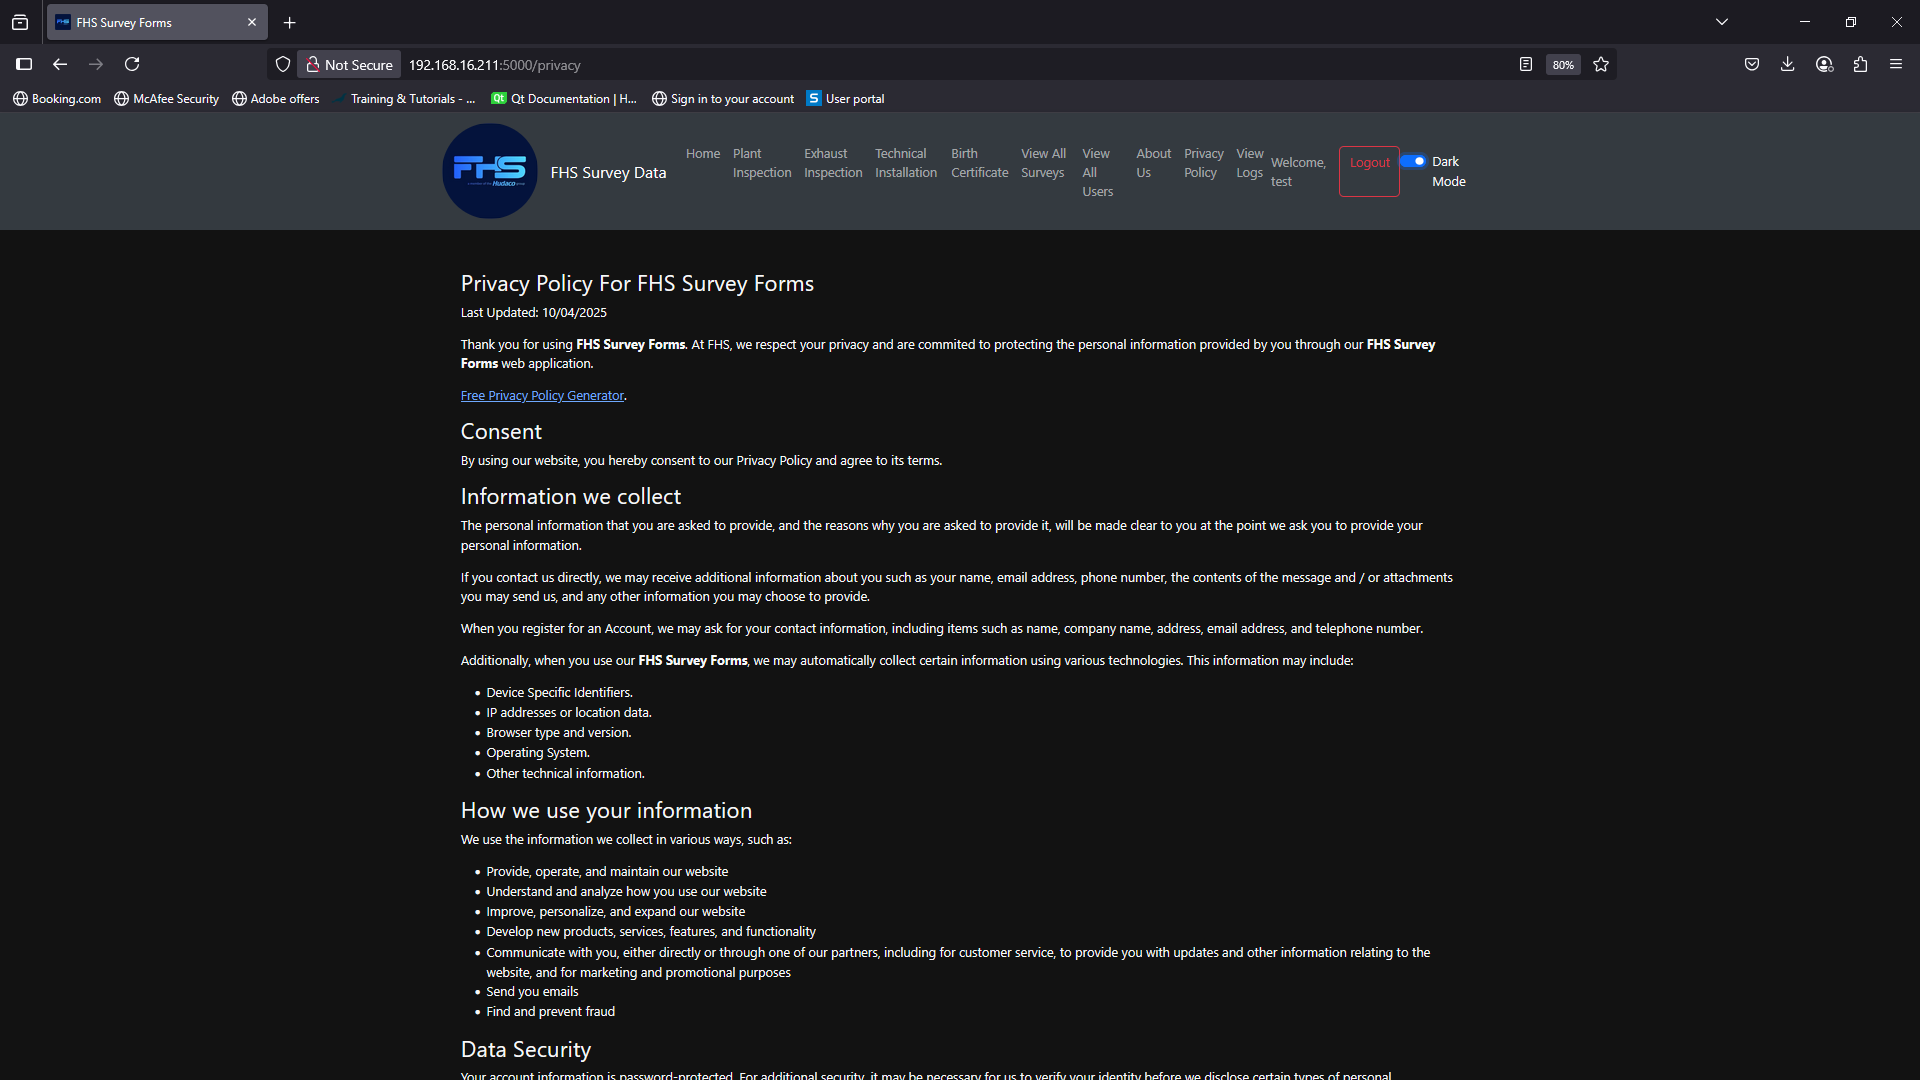 FHS Survey Forms
Not Secure
192.168.16.211:5000/privacy
80%
Booking.com
McAfee Security
Adobe offers
Training & Tutorials - ...
Qt Documentation | H...
Sign in to your account
User portal
FHS
FHS Survey Data
Home
Plant
Inspection
Exhaust
Inspection
Technical
Installation
Birth
Certificate
View All
Surveys
View
All
Users
About
Us
Privacy
Policy
View
Logs
Welcome,
test
Logout
Dark
Mode
Privacy Policy For FHS Survey Forms
Last Updated: 10/04/2025
Thank you for using FHS Survey Forms. At FHS, we respect your privacy and are commited to protecting the personal information provided by you through our FHS Survey
Forms web application.
Free Privacy Policy Generator.
Consent
By using our website, you hereby consent to our Privacy Policy and agree to its terms.
Information we collect
The personal information that you are asked to provide, and the reasons why you are asked to provide it, will be made clear to you at the point we ask you to provide your
personal information.
If you contact us directly, we may receive additional information about you such as your name, email address, phone number, the contents of the message and / or attachments
you may send us, and any other information you may choose to provide.
When you register for an Account, we may ask for your contact information, including items such as name, company name, address, email address, and telephone number.
Additionally, when you use our FHS Survey Forms, we may automatically collect certain information using various technologies. This information may include:
• Device Specific Identifiers.
• IP addresses or location data.
• Browser type and version.
• Operating System.
• Other technical information.
How we use your information
We use the information we collect in various ways, such as:
• Provide, operate, and maintain our website
• Understand and analyze how you use our website
• Improve, personalize, and expand our website
• Develop new products, services, features, and functionality
• Communicate with you, either directly or through one of our partners, including for customer service, to provide you with updates and other information relating to the
website, and for marketing and promotional purposes
• Send you emails
• Find and prevent fraud
Data Security
Your account information is password-protected. For additional security, it may be necessary for us to verify your identity before we disclose certain types of personal